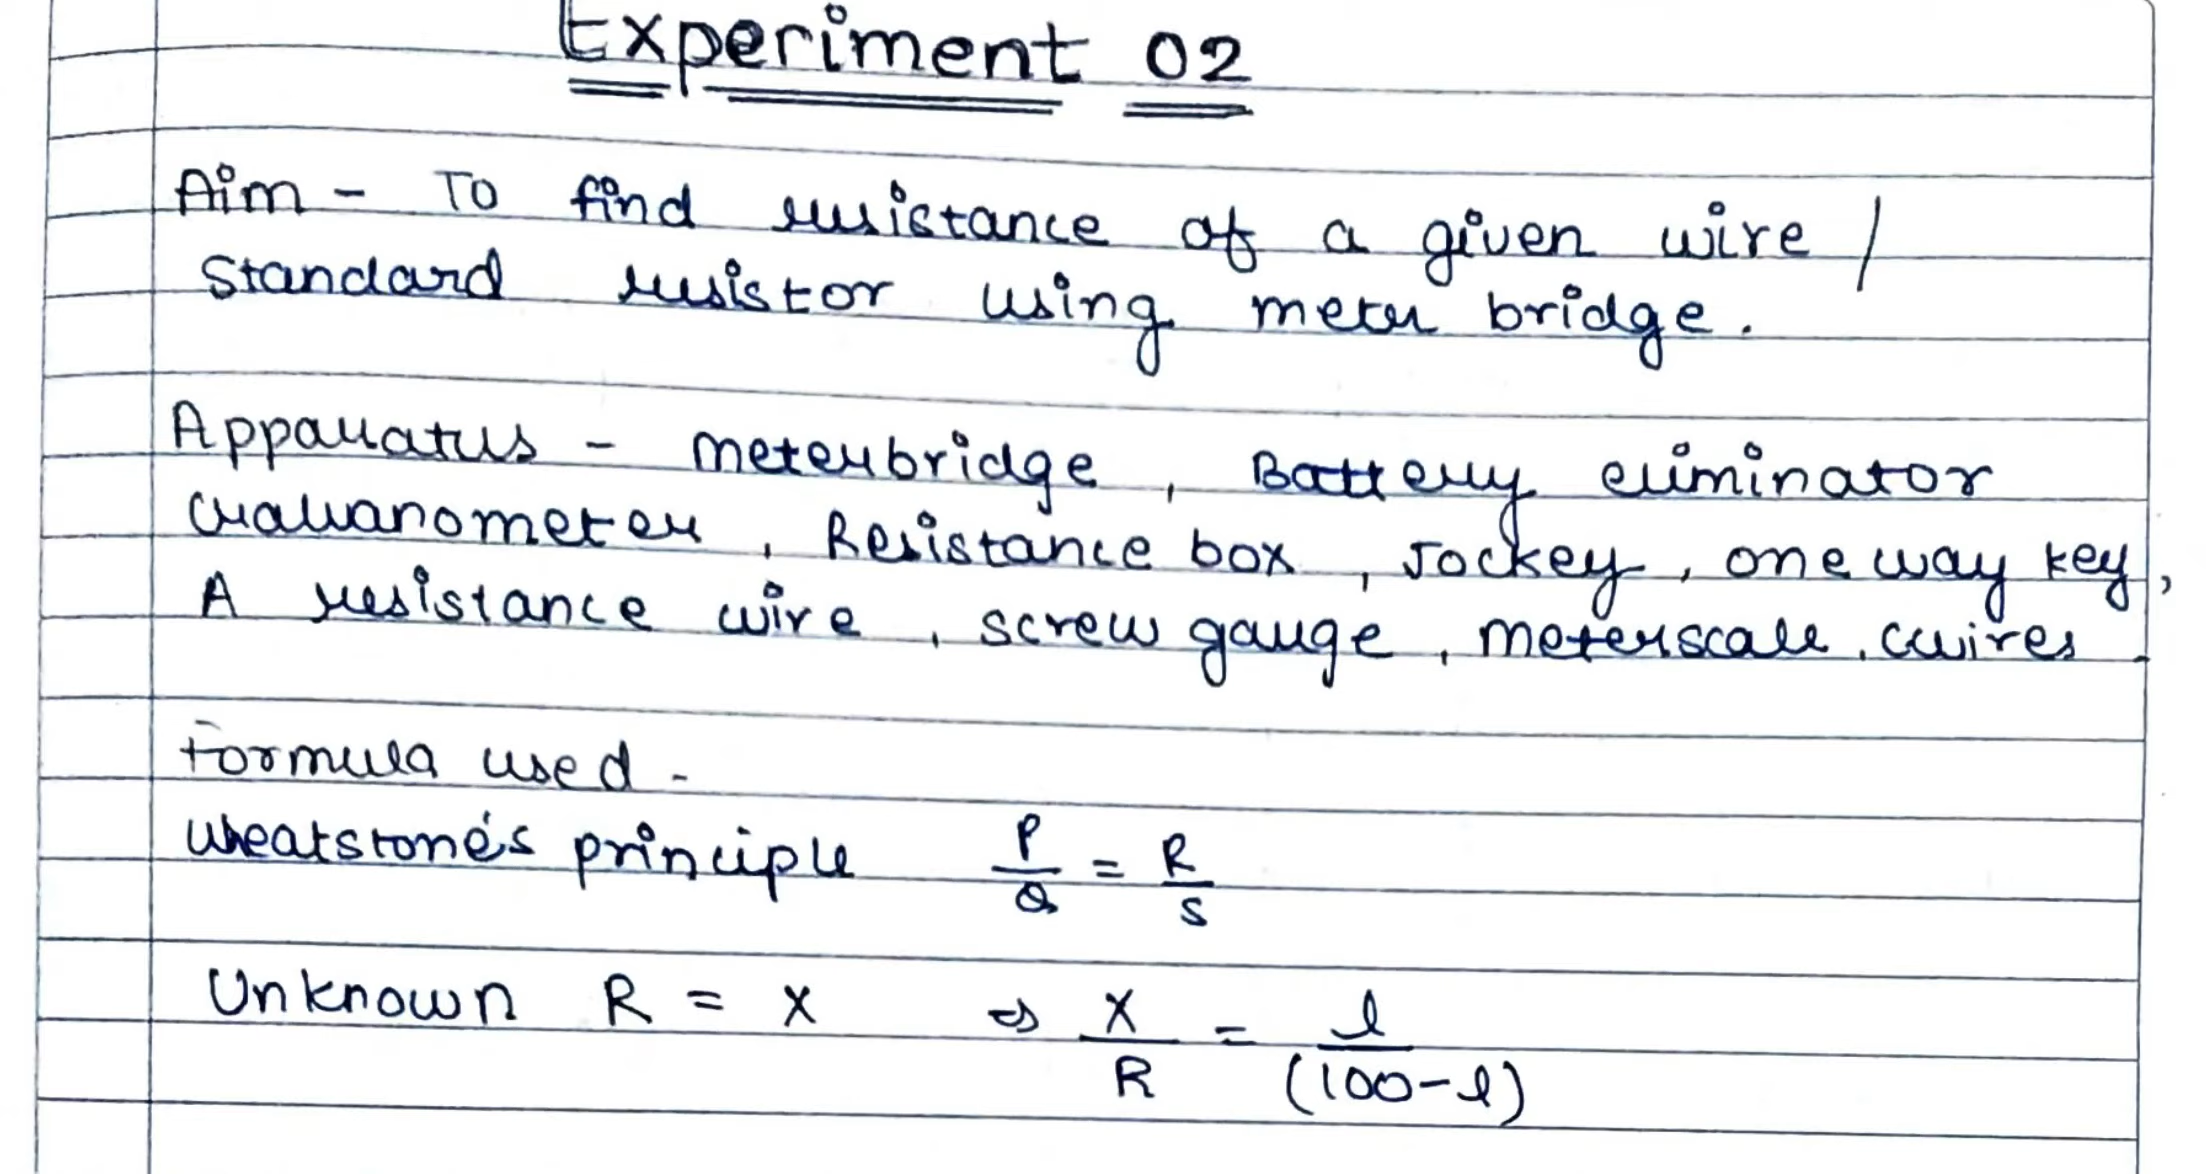 Experiment 02
Aim - To find resistance of a given wire /
Standard resistor using meter bridge.
Apparatus - Meterbridge, Battery eliminator
Galvanometer, Resistance box, Jockey, one way key,
A resistance wire, screw gauge, meterscale, cwires.
Formula used -
Wheatstone's principle P/Q = R/S
Unknown R = X ⇒ X/R = l/(100-l)